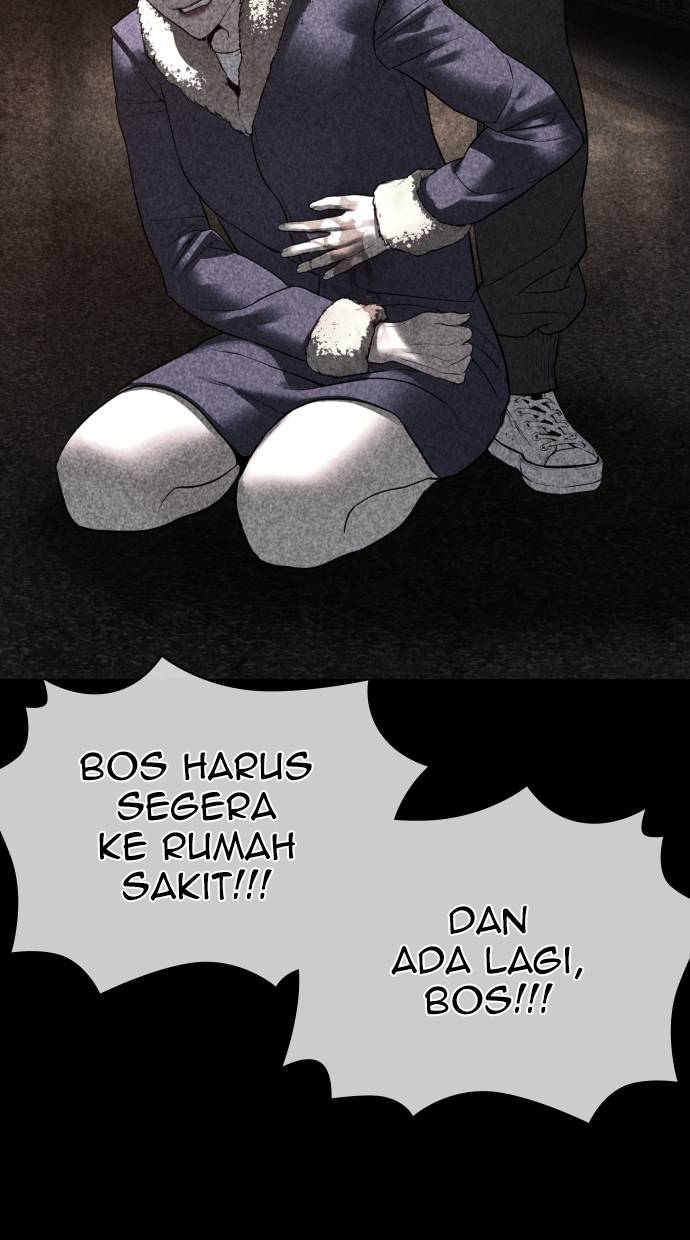 BOS HARUS
SEGERA
KE RUMAH
SAKIT!!!
DAN
ADA LAGI,
BOS!!!